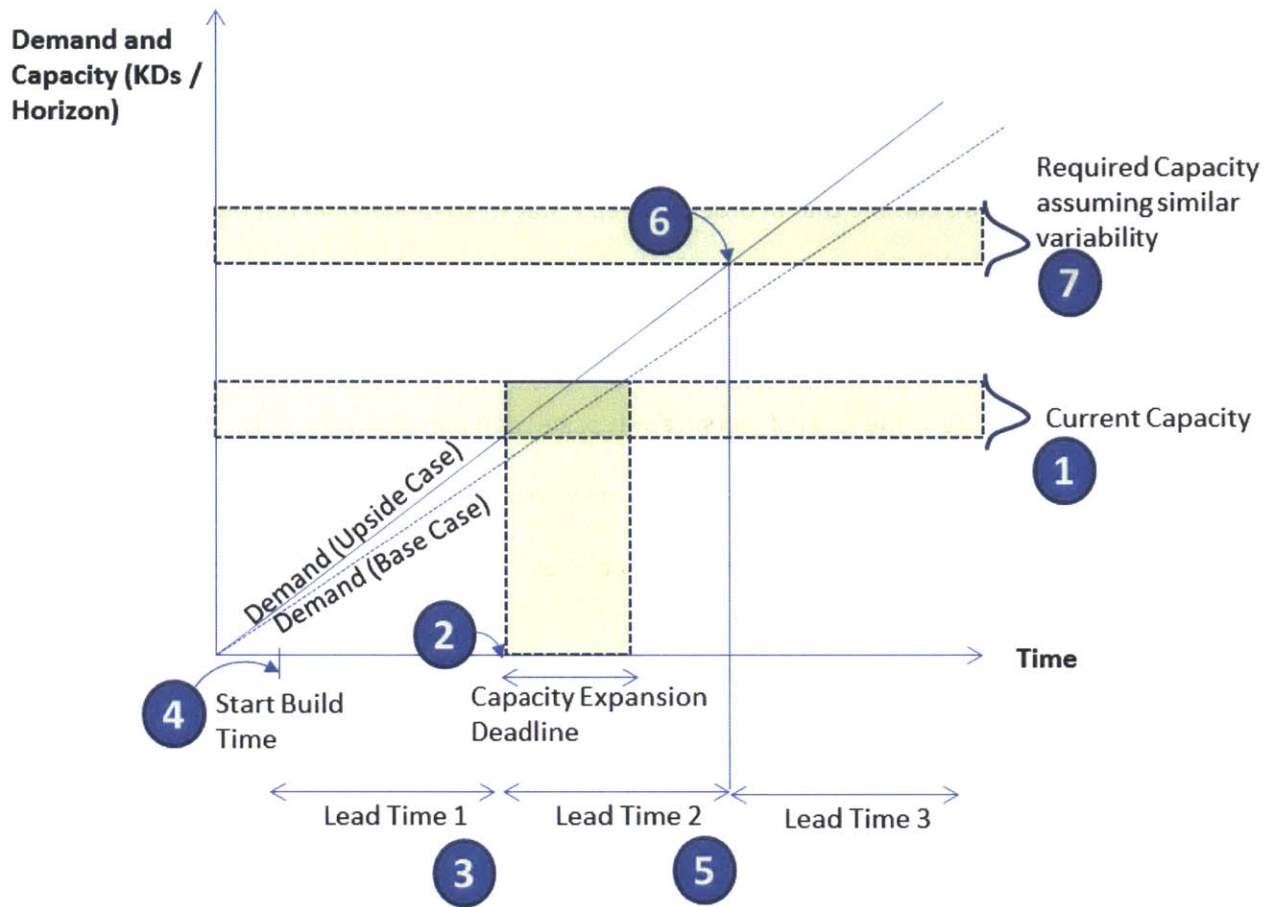 Demand and
Capacity (KDs /
Horizon)
6
Required Capacity
assuming similar
variability
7
Current Capacity
1
Demand (Upside Case)
Demand (Base Case)
2
Time
4
Start Build
Time
Capacity Expansion
Deadline
Lead Time 1
Lead Time 2
Lead Time 3
3
5